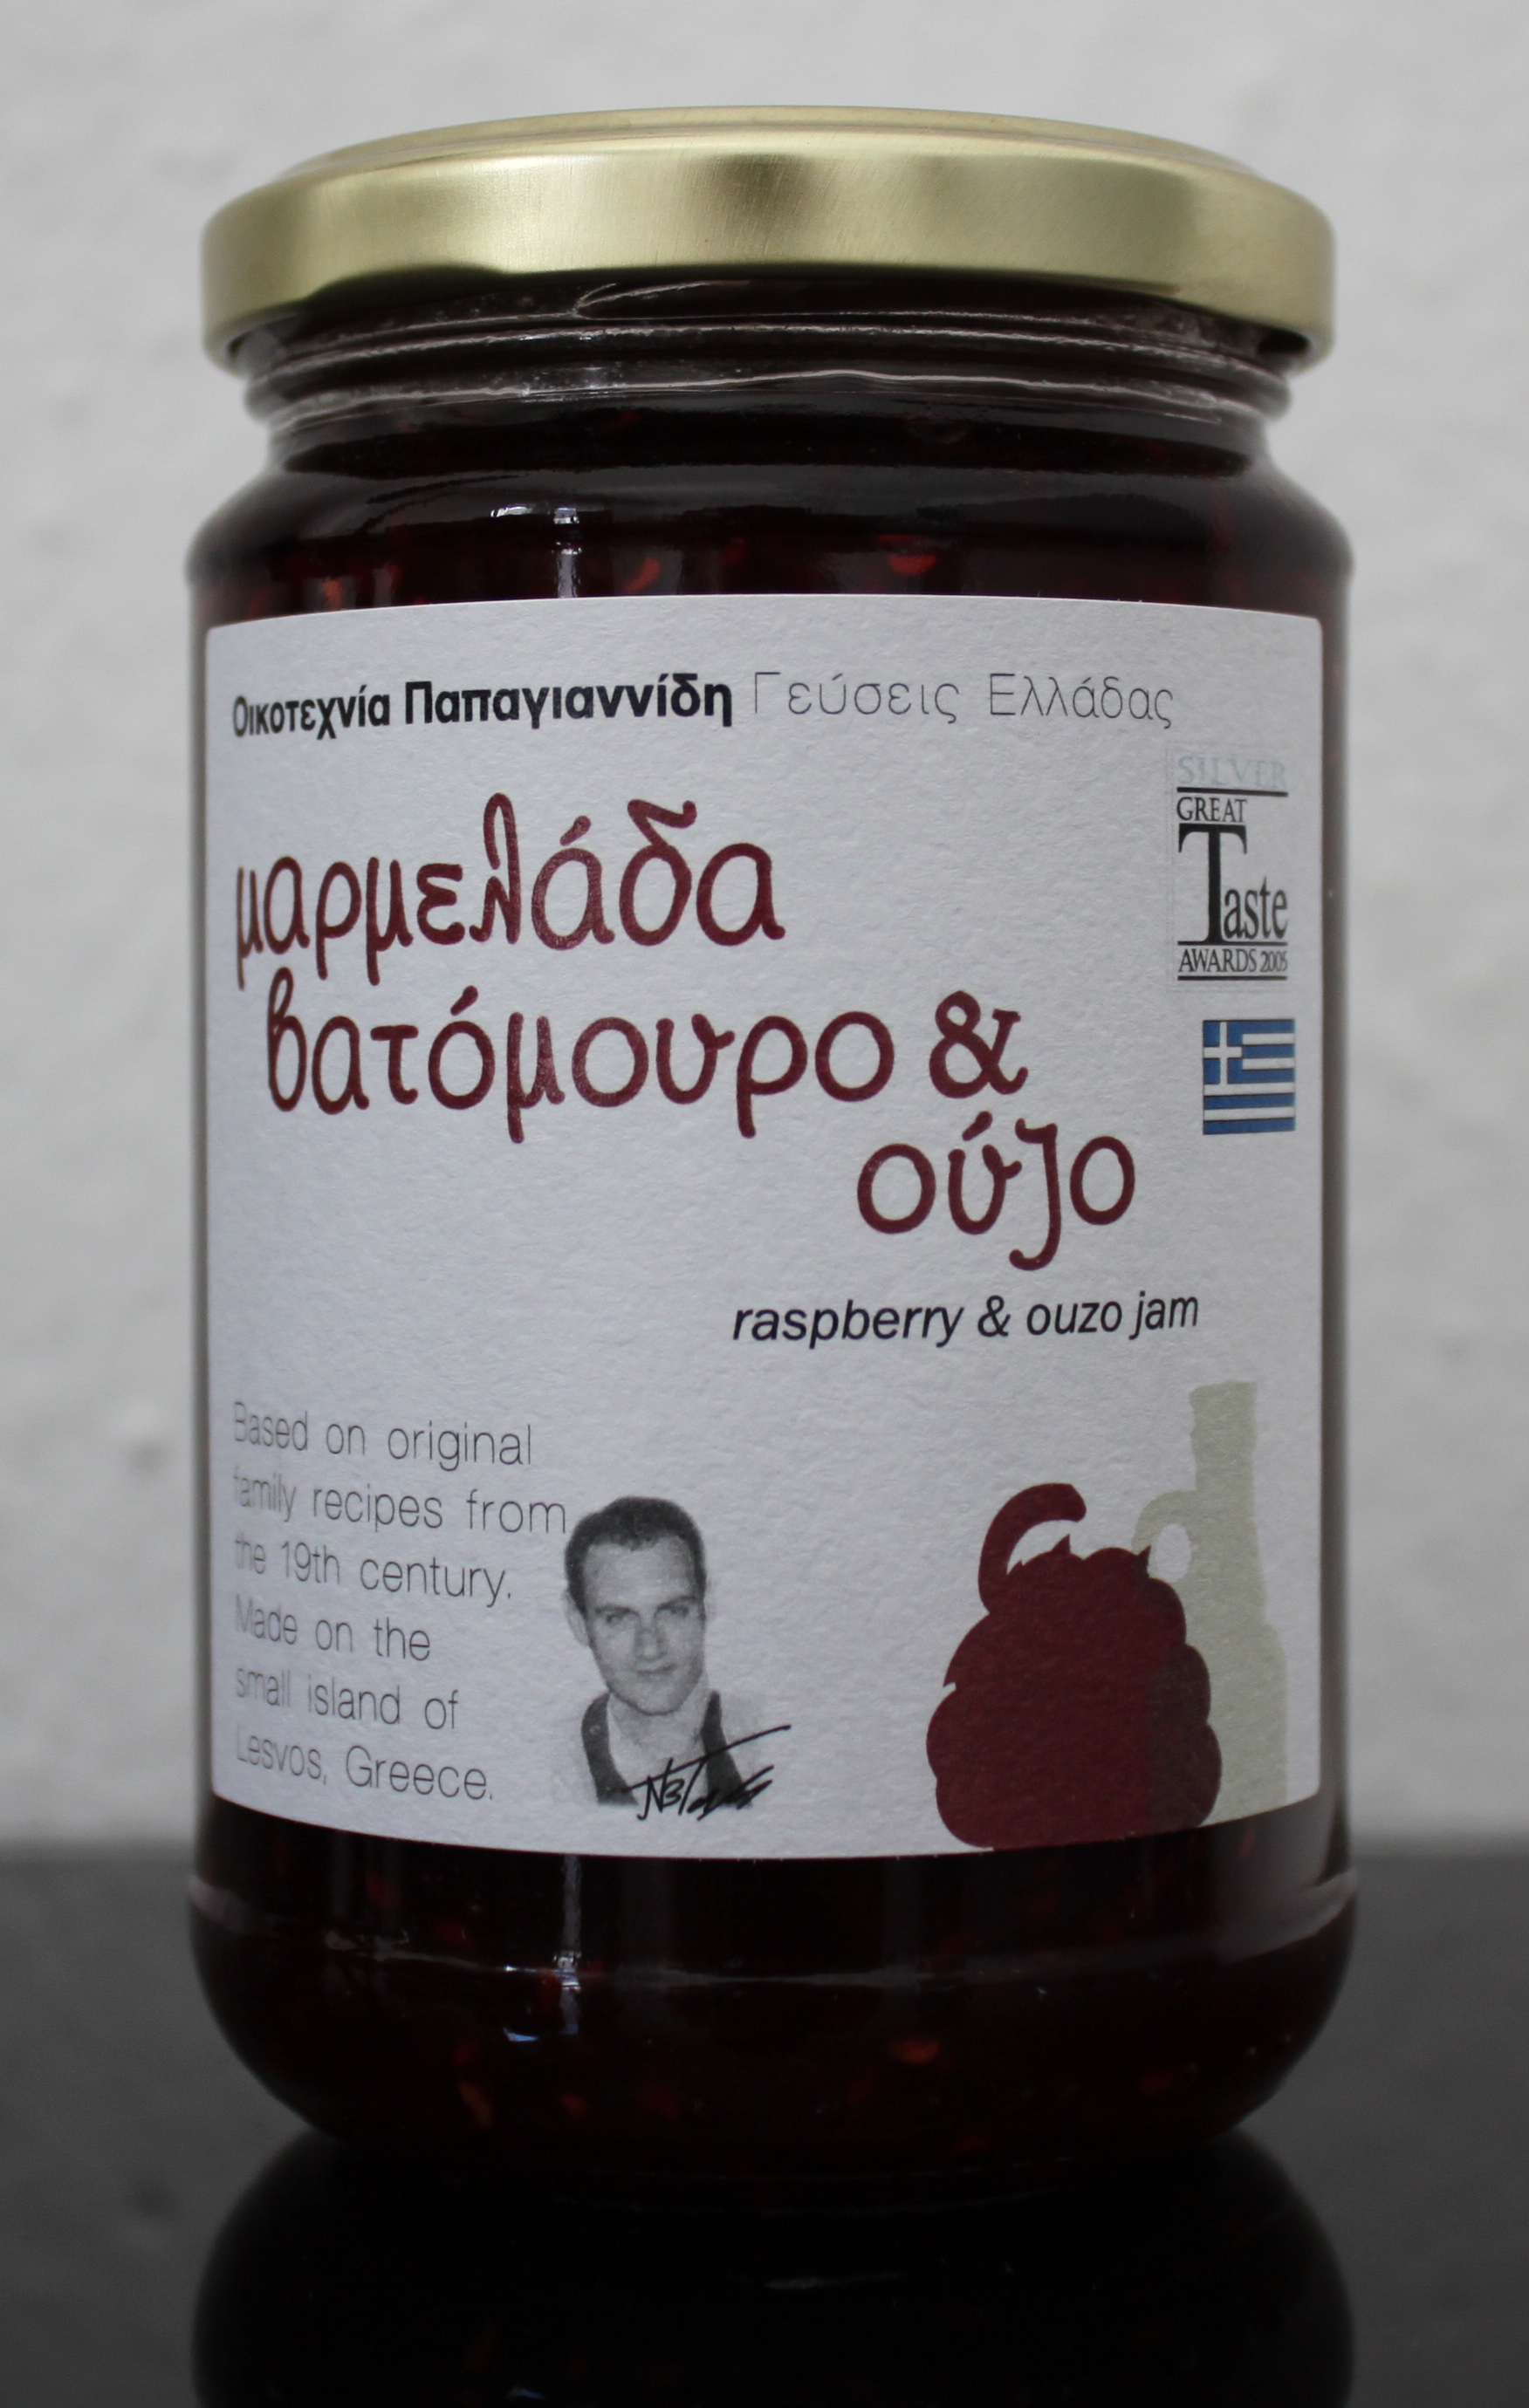 Οικοτεχνία Παπαγιαννίδη Γεύσεις Ελλάδας
SILVER
GREAT
Taste
AWARDS 2005
μαρμελάδα
βατόμουρο &
ούζο
raspberry & ouzo jam
Based on original
family recipes from
the 19th century.
Made on the
small island of
Lesvos, Greece.